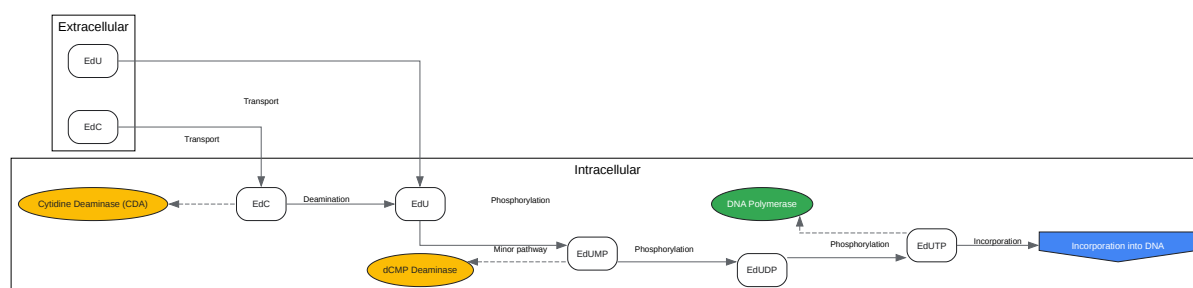 Extracellular
EdU
Transport
EdC
Transport
Intracellular
Cytidine Deaminase (CDA)
EdC
Deamination
EdU
Phosphorylation
DNA Polymerase
Minor pathway
dCMP Deaminase
EdUMP
Phosphorylation
EdUDP
Phosphorylation
EdUTP
Incorporation
Incorporation into DNA